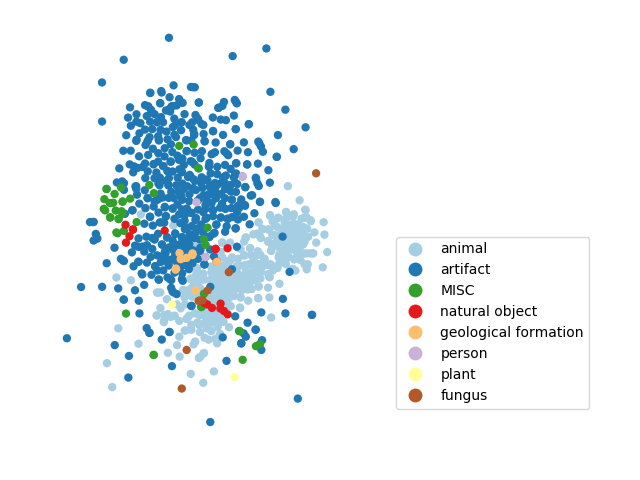 animal
artifact
MISC
natural object
geological formation
person
plant
fungus